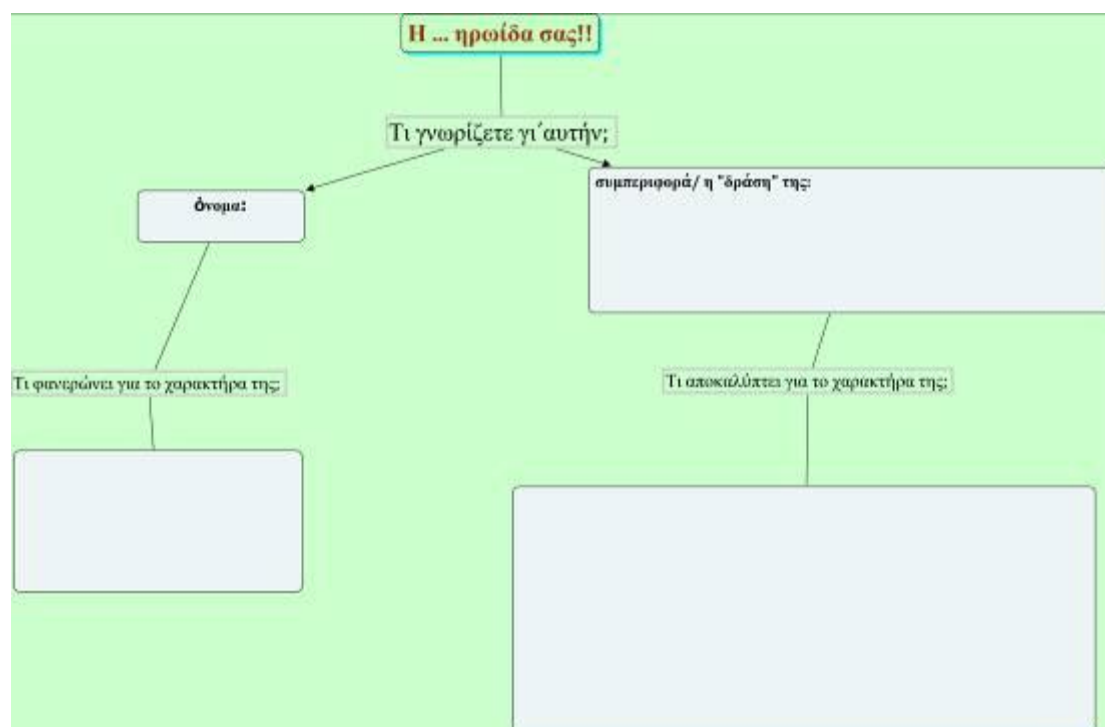 Η ... ηρωίδα σας!!
Τι γνωρίζετε γι΄αυτήν;
όνομα:
συμπεριφορά/ η "δράση" της:
Τι φανερώνει για το χαρακτήρα της;
Τι αποκαλύπτει για το χαρακτήρα της;